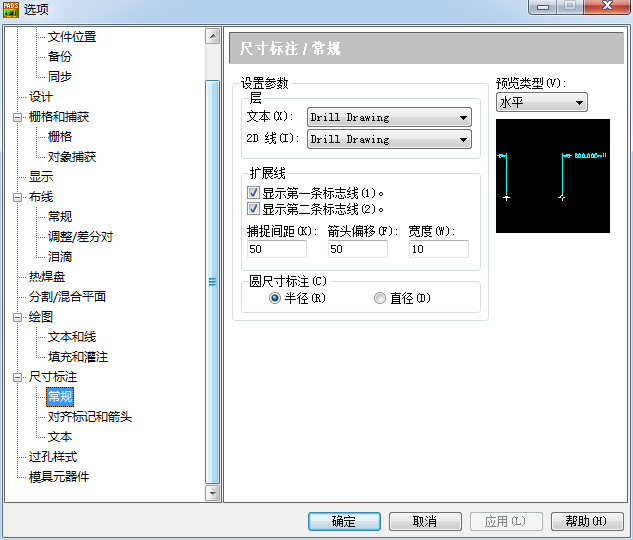 PADS 选项
文件位置
备份
同步
设计
栅格和捕获
栅格
对象捕获
显示
布线
常规
调整/差分对
泪滴
热焊盘
分割/混合平面
绘图
文本和线
填充和灌注
尺寸标注
常规
对齐标记和箭头
文本
过孔样式
模具元器件
尺寸标注 / 常规
设置参数
层
文本(X): Drill Drawing
2D 线(I): Drill Drawing
扩展线
显示第一条标志线(1)。
显示第二条标志线(2)。
捕捉间距(K): 箭头偏移(F): 宽度(W):
50 50 10
圆尺寸标注(C)
半径(R) 直径(D)
预览类型(V):
水平
确定 取消 应用(L) 帮助(H)